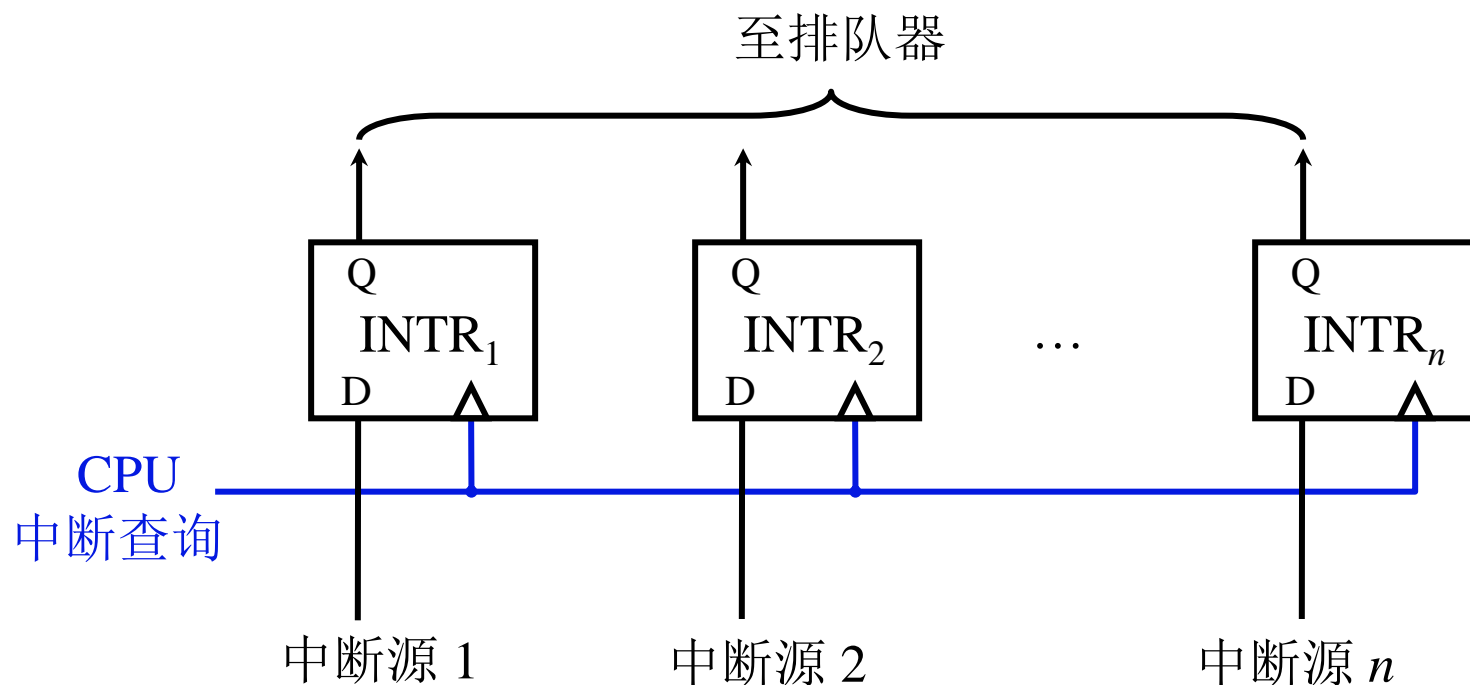 至排队器
Q
INTR1
D
Q
INTR2
D
…
Q
INTRn
D
CPU
中断查询
中断源 1
中断源 2
中断源 n